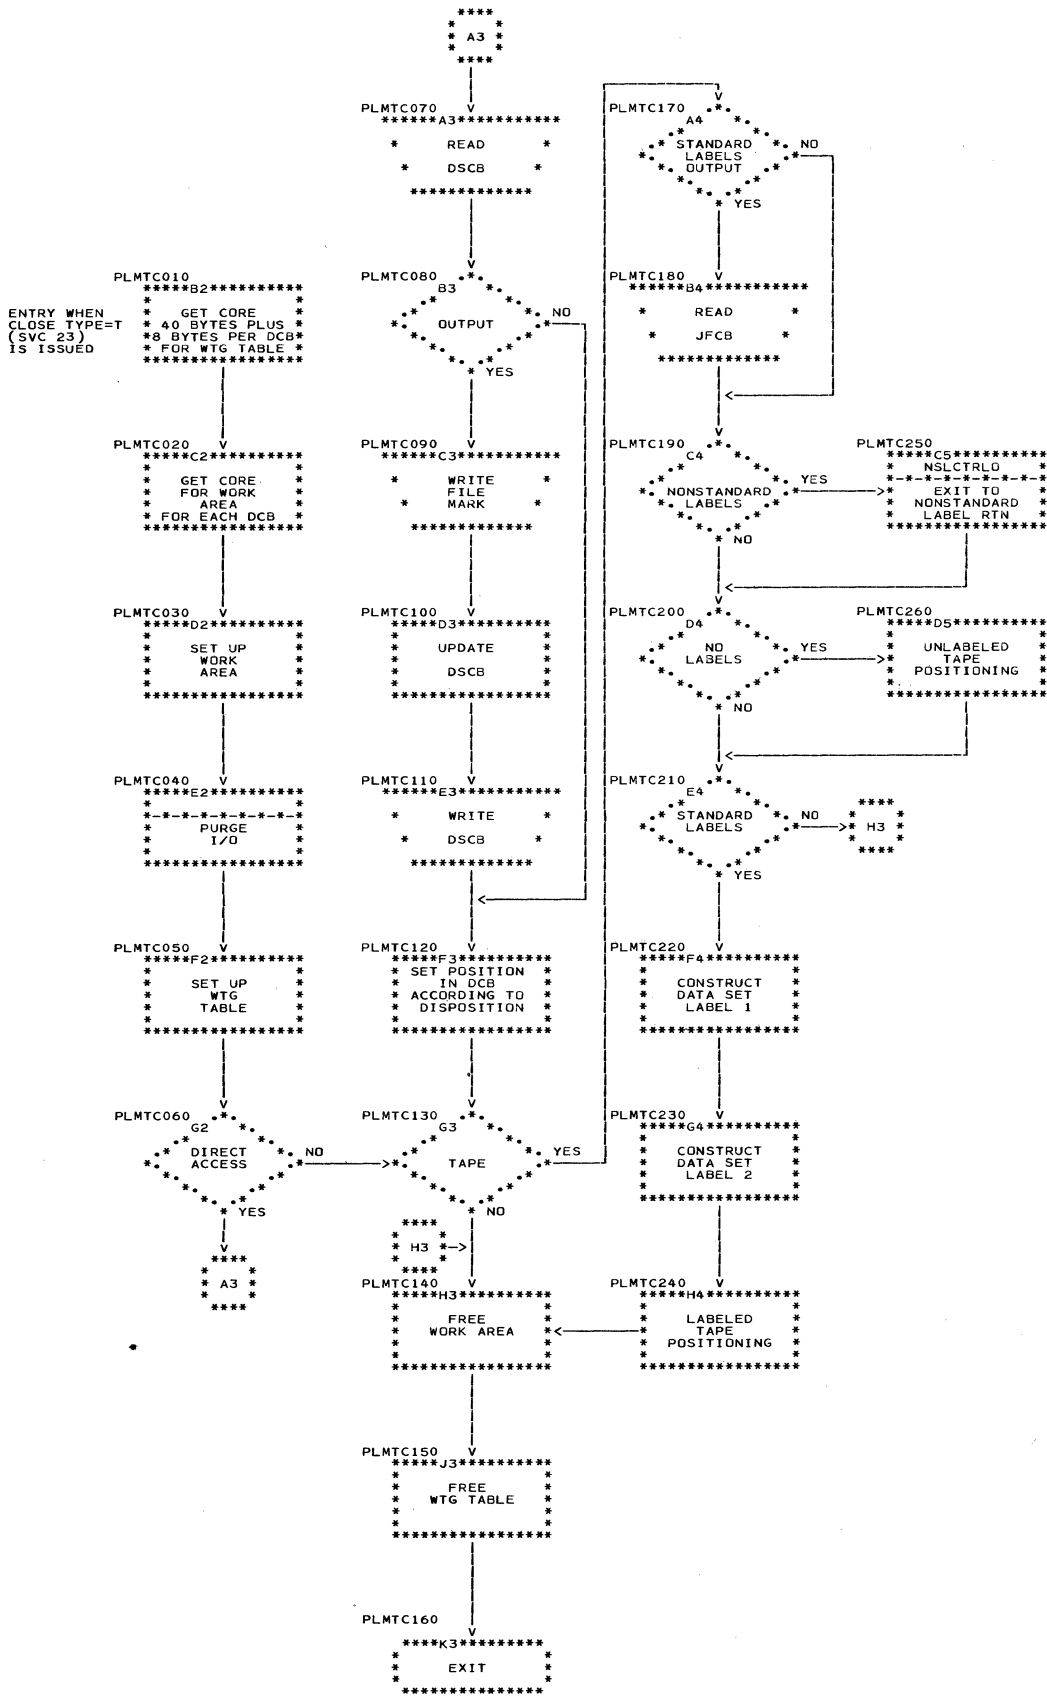 A3
PLMTC070
A3
READ
DSCB
PLMTC170
A4
STANDARD
LABELS
OUTPUT
NO
YES
PLMTC010
B2
ENTRY WHEN
CLOSE TYPE=T
(SVC 23)
IS ISSUED
GET CORE
40 BYTES PLUS
8 BYTES PER DCB
FOR WTG TABLE
PLMTC080
B3
OUTPUT
NO
YES
PLMTC180
B4
READ
JFCB
PLMTC020
C2
GET CORE
FOR WORK
AREA
FOR EACH DCB
PLMTC090
C3
WRITE
FILE
MARK
PLMTC190
C4
NONSTANDARD
LABELS
YES
NO
PLMTC250
C5
NSLCTRLO
EXIT TO
NONSTANDARD
LABEL RTN
PLMTC030
D2
SET UP
WORK
AREA
PLMTC100
D3
UPDATE
DSCB
PLMTC200
D4
NO
LABELS
YES
NO
PLMTC260
D5
UNLABELED
TAPE
POSITIONING
PLMTC040
E2
PURGE
I/O
PLMTC110
E3
WRITE
DSCB
PLMTC210
E4
STANDARD
LABELS
NO
YES
H3
PLMTC050
F2
SET UP
WTG
TABLE
PLMTC120
F3
SET POSITION
IN DCB
ACCORDING TO
DISPOSITION
PLMTC220
F4
CONSTRUCT
DATA SET
LABEL 1
PLMTC060
G2
DIRECT
ACCESS
NO
YES
A3
PLMTC130
G3
TAPE
YES
NO
H3
PLMTC230
G4
CONSTRUCT
DATA SET
LABEL 2
PLMTC140
H3
FREE
WORK AREA
PLMTC240
H4
LABELED
TAPE
POSITIONING
PLMTC150
J3
FREE
WTG TABLE
PLMTC160
K3
EXIT